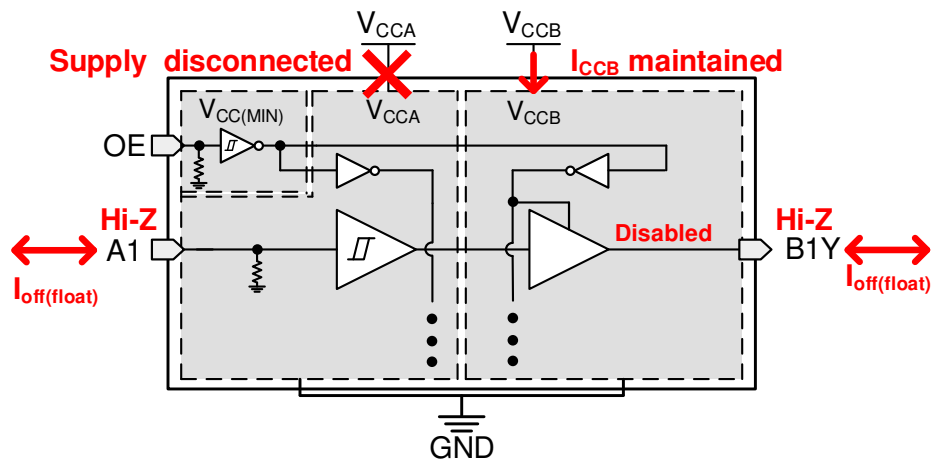 VCCA
VCCB
Supply disconnected
ICCB maintained
VCC(MIN)
VCCA
VCCB
OE
Hi-Z
A1
Ioff(float)
Disabled
Hi-Z
B1Y
Ioff(float)
GND